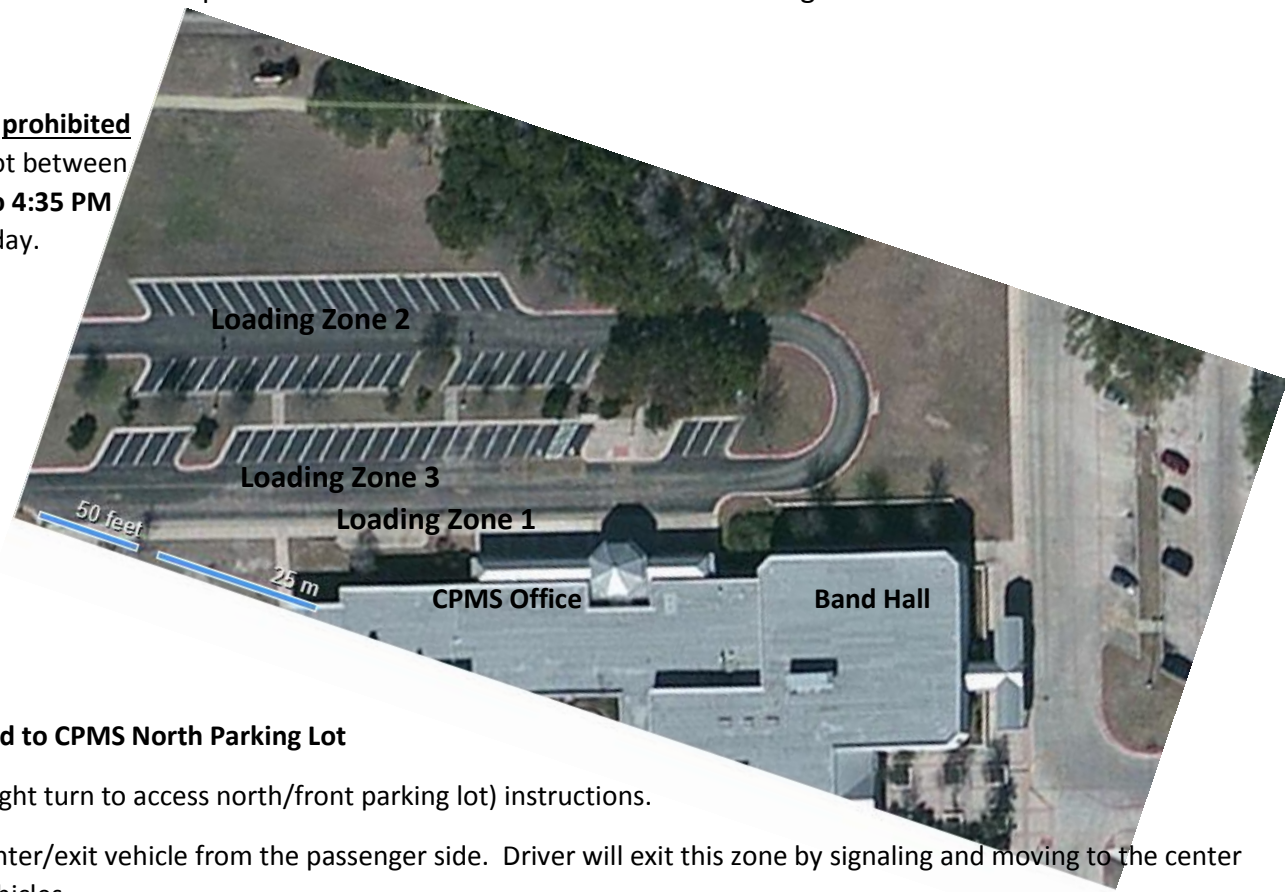 prohibited
ot between
o 4:35 PM
day.
Loading Zone 2
Loading Zone 3
Loading Zone 1
50 feet
25 m
CPMS Office
Band Hall
d to CPMS North Parking Lot
ght turn to access north/front parking lot) instructions.
nter/exit vehicle from the passenger side. Driver will exit this zone by signaling and moving to the center